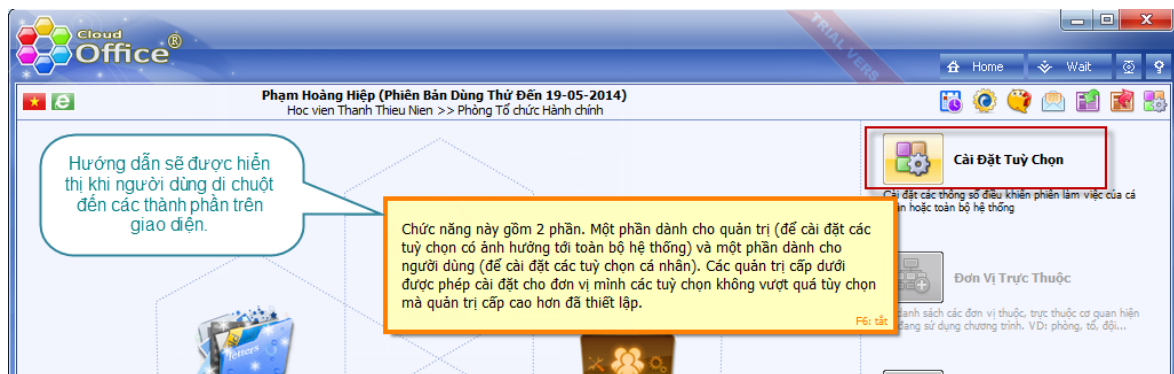 Cloud
Office®
TRIAL VERS
Home
Wait
Phạm Hoàng Hiệp (Phiên Bản Dùng Thử Đến 19-05-2014)
Hoc vien Thanh Thieu Nien >> Phòng Tổ chức Hành chính
Hướng dẫn sẽ được hiển
thị khi người dùng di chuột
đến các thành phần trên
giao diện.
Cài Đặt Tuỳ Chọn
Cài đặt các thông số điều khiển phiên làm việc của cá
hoặc toàn bộ hệ thống
Chức năng này gồm 2 phần. Một phần dành cho quản trị (để cài đặt các
tuỳ chọn có ảnh hưởng tới toàn bộ hệ thống) và một phần dành cho
người dùng (để cài đặt các tuỳ chọn cá nhân). Các quản trị cấp dưới
được phép cài đặt cho đơn vị mình các tuỳ chọn không vượt quá tùy chọn
mà quản trị cấp cao hơn đã thiết lập.
F6: tắt
Đơn Vị Trực Thuộc
danh sách các đơn vị thuộc, trực thuộc cơ quan hiện
đang sử dụng chương trình. VD: phòng, tổ, đội...
letters